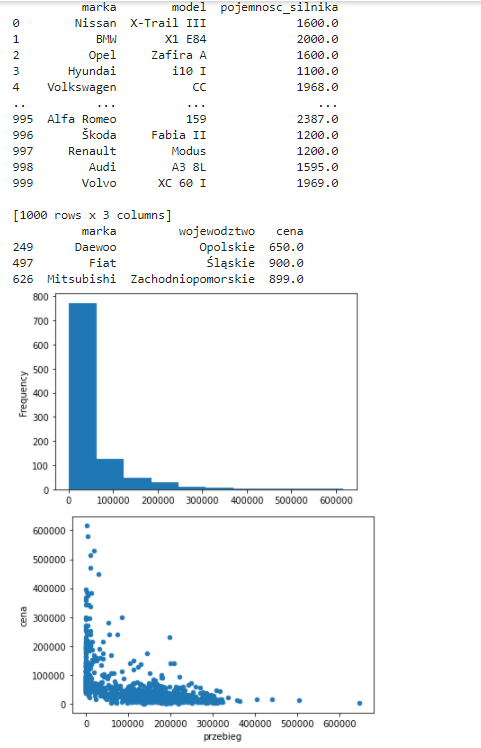 marka model pojemnosc_silnika
0 Nissan X-Trail III 1600.0
1 BMW X1 E84 2000.0
2 Opel Zafira A 1600.0
3 Hyundai i10 I 1100.0
4 Volkswagen CC 1968.0
.. ... ... ...
995 Alfa Romeo 159 2387.0
996 Škoda Fabia II 1200.0
997 Renault Modus 1200.0
998 Audi A3 8L 1595.0
999 Volvo XC 60 I 1969.0
[1000 rows x 3 columns]
marka wojewodztwo cena
249 Daewoo Opolskie 650.0
497 Fiat Śląskie 900.0
626 Mitsubishi Zachodniopomorskie 899.0
800
700
600
500
400
300
200
100
0
Frequency
0 100000 200000 300000 400000 500000 600000
600000
500000
400000
300000
200000
100000
0
cena
0 100000 200000 300000 400000 500000 600000
przebieg